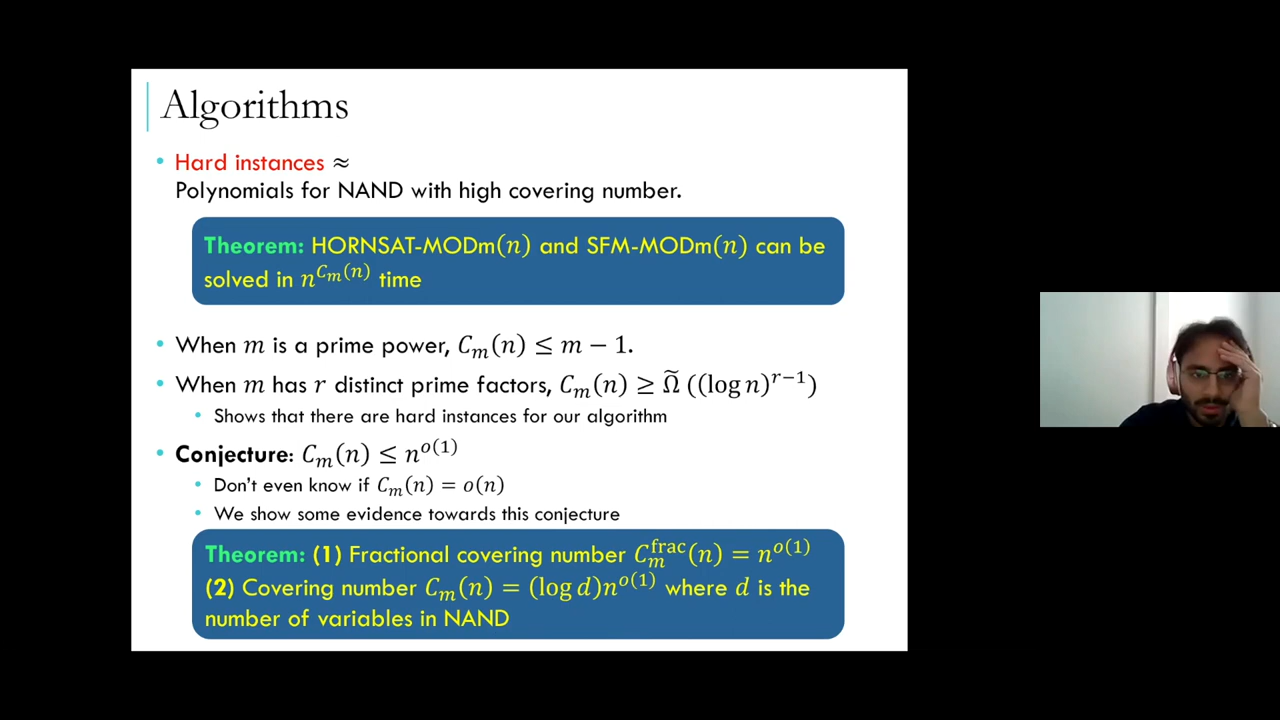 Algorithms
• Hard instances ≈
Polynomials for NAND with high covering number.
Theorem: HORNSAT-MODm(n) and SFM-MODm(n) can be
solved in n^{C_m(n)} time
• When m is a prime power, C_m(n) ≤ m − 1.
• When m has r distinct prime factors, C_m(n) ≥ Ω̃ ((log n)^{r−1})
• Shows that there are hard instances for our algorithm
• Conjecture: C_m(n) ≤ n^{o(1)}
• Don't even know if C_m(n) = o(n)
• We show some evidence towards this conjecture
Theorem: (1) Fractional covering number C_m^{frac}(n) = n^{o(1)}
(2) Covering number C_m(n) = (log d)n^{o(1)} where d is the
number of variables in NAND